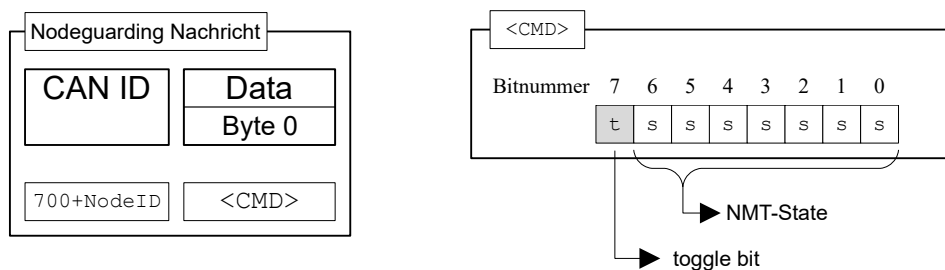 Nodeguarding Nachricht
CAN ID
Data
Byte 0
700+NodeID
<CMD>
<CMD>
Bitnummer 7 6 5 4 3 2 1 0
t s s s s s s s
NMT-State
toggle bit